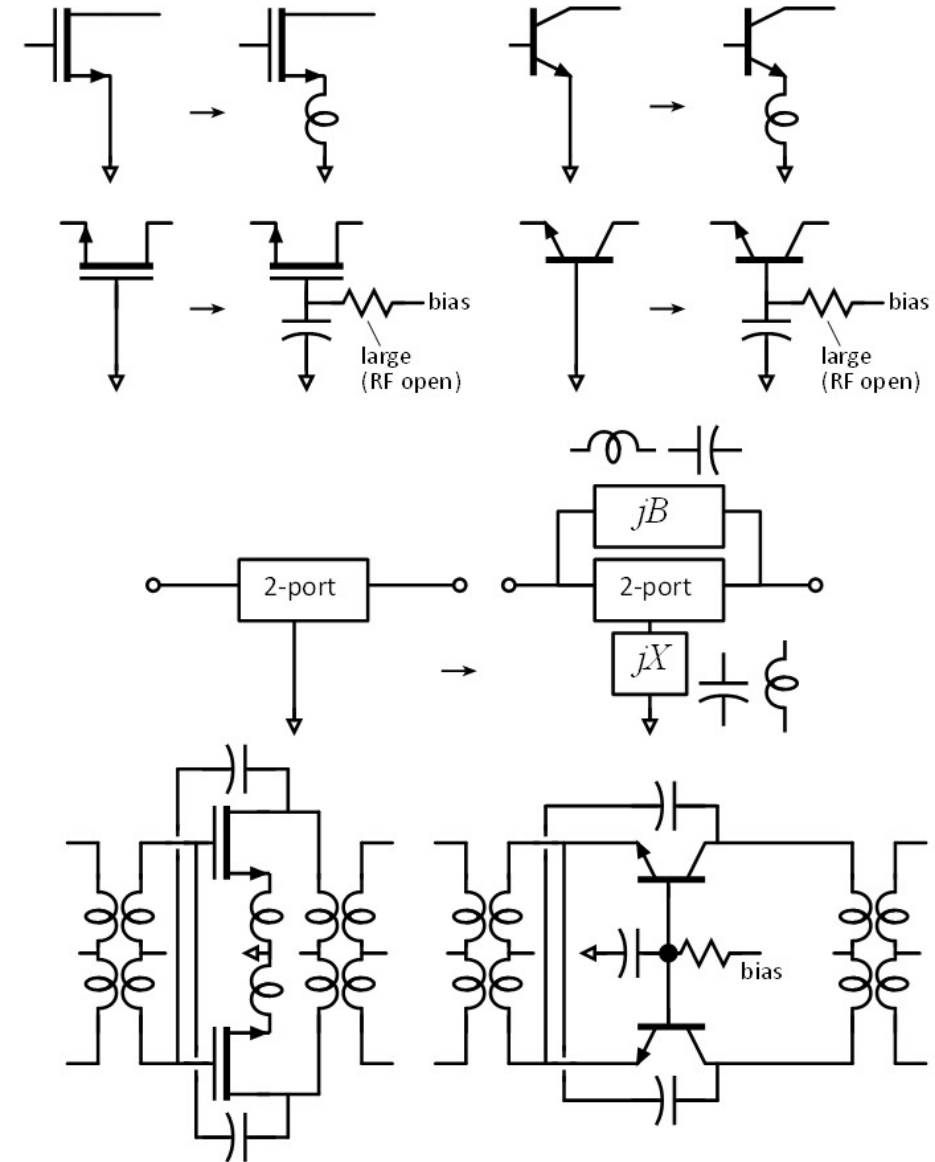 bias
large
(RF open)
bias
large
(RF open)
jB
2-port
2-port
jX
bias